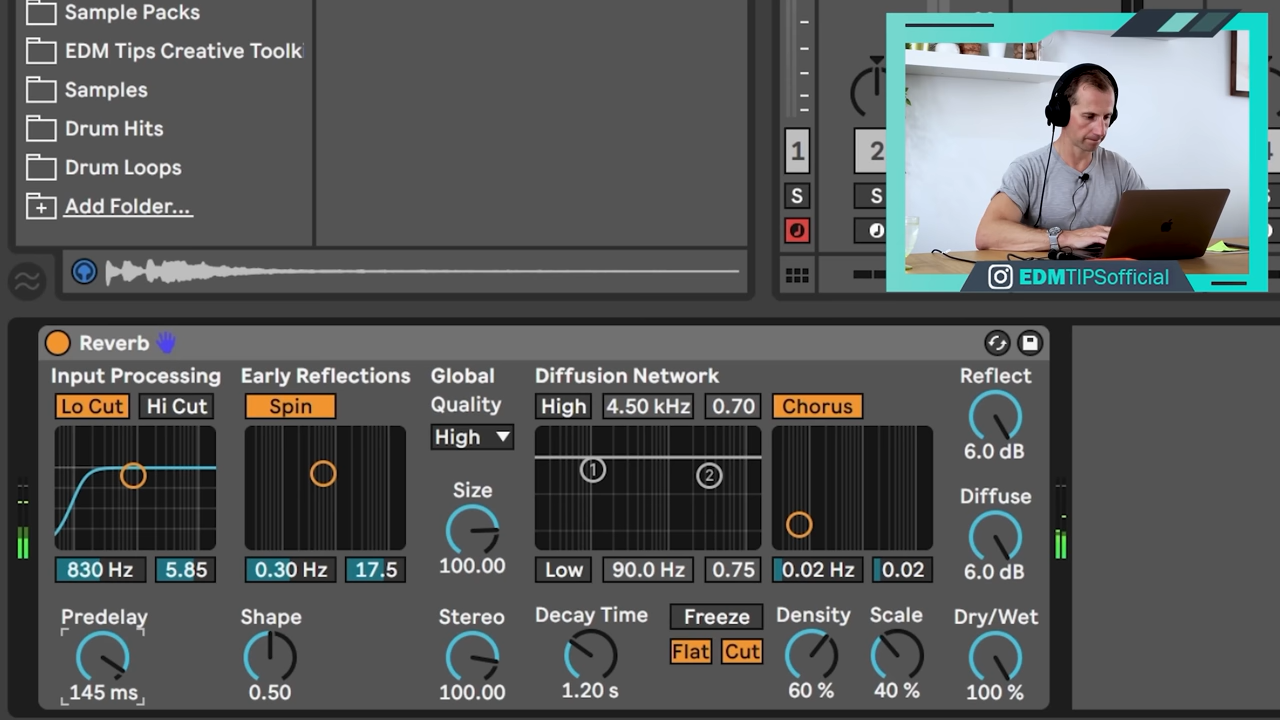 Sample Packs
EDM Tips Creative Toolki
Samples
Drum Hits
Drum Loops
Add Folder...
1
2
S
S
EDMTIPSofficial
Reverb
Input Processing
Early Reflections
Global
Diffusion Network
Reflect
Lo Cut
Hi Cut
Spin
Quality
High
4.50 kHz
0.70
Chorus
High
6.0 dB
1
2
Size
Diffuse
100.00
6.0 dB
830 Hz
5.85
0.30 Hz
17.5
Low
90.0 Hz
0.75
0.02 Hz
0.02
Predelay
Shape
Stereo
Decay Time
Freeze
Density
Scale
Dry/Wet
Flat
Cut
145 ms
0.50
100.00
1.20 s
60 %
40 %
100 %